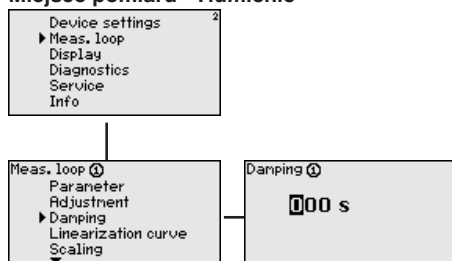 Miejsce pomiaru - Tłumienie
Device settings 2
Meas. loop
Display
Diagnostics
Service
Info
Meas. loop ①
Parameter
Adjustment
Damping
Linearization curve
Scaling
Damping ①
000 s